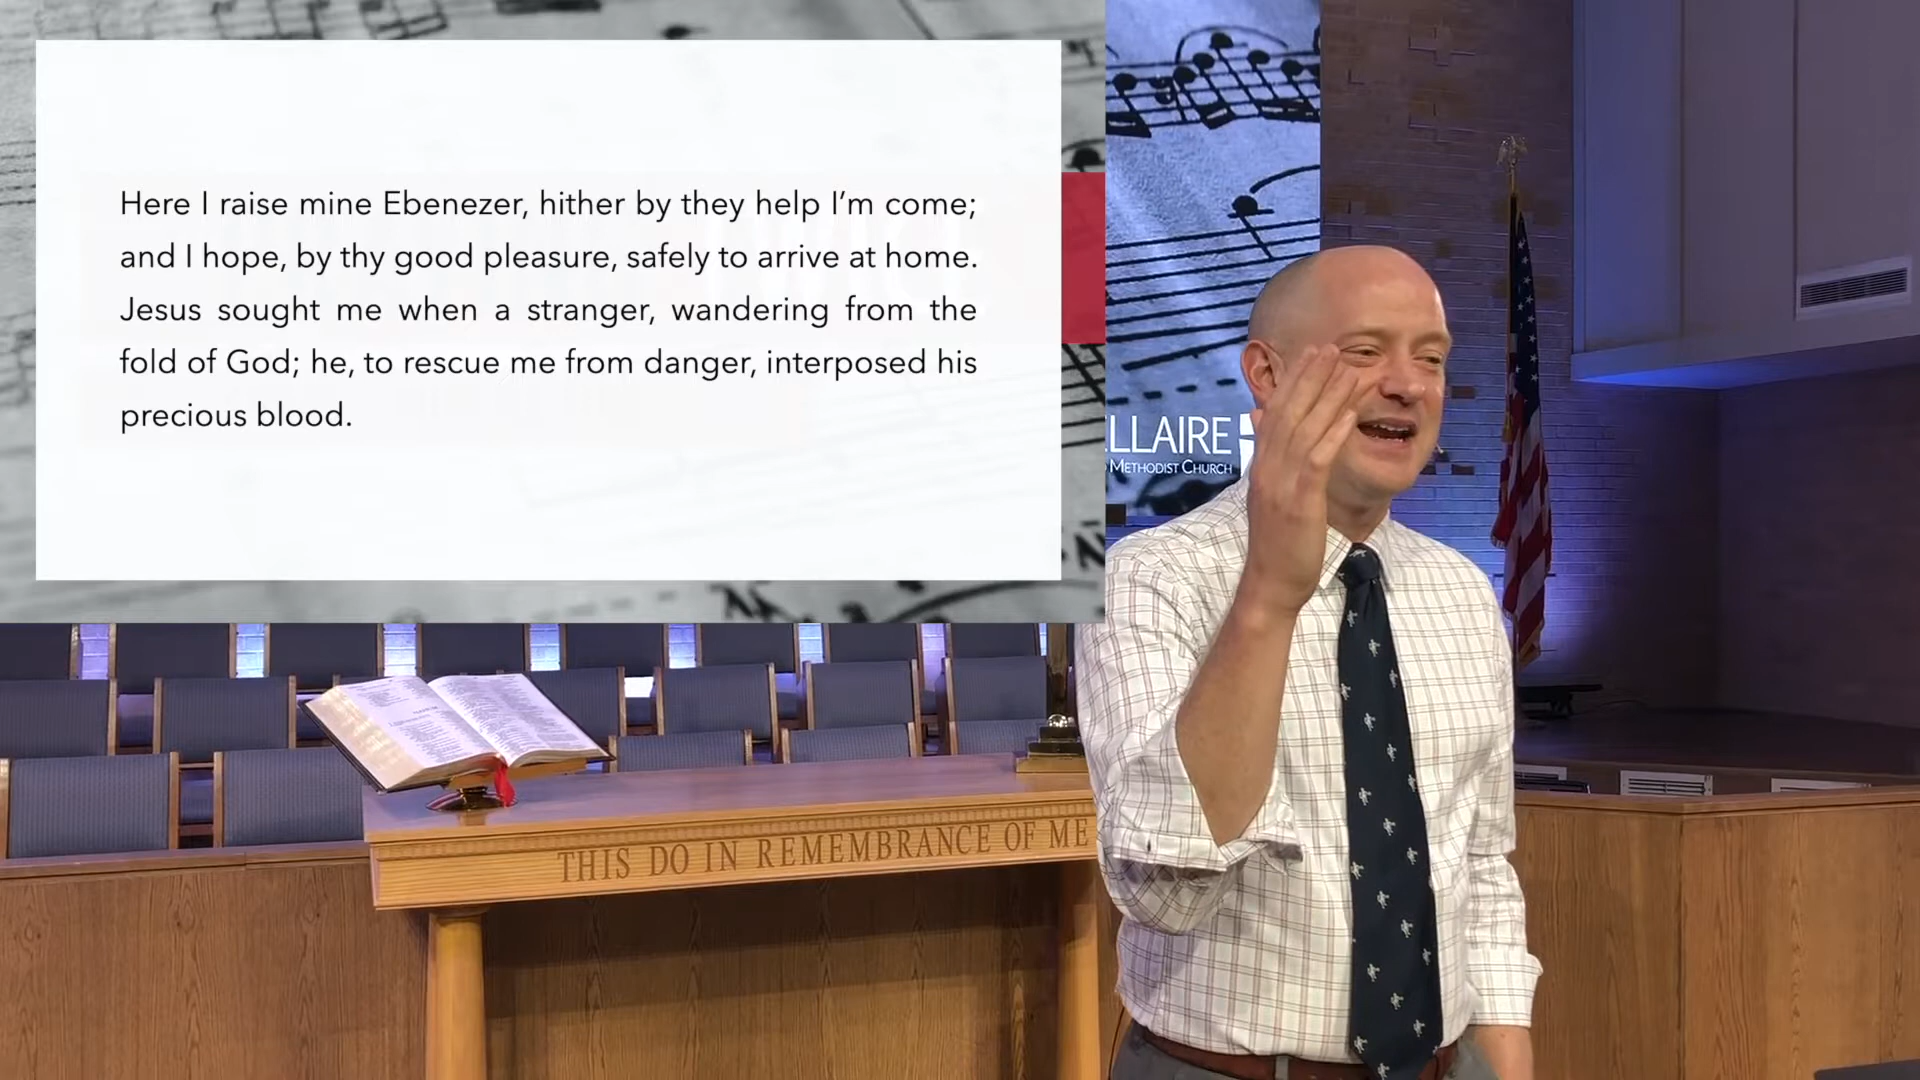 Here I raise mine Ebenezer, hither by they help I'm come;
and I hope, by thy good pleasure, safely to arrive at home.
Jesus sought me when a stranger, wandering from the
fold of God; he, to rescue me from danger, interposed his
precious blood.
ELLAIRE
METHODIST CHURCH
THIS DO IN REMEMBRANCE OF ME